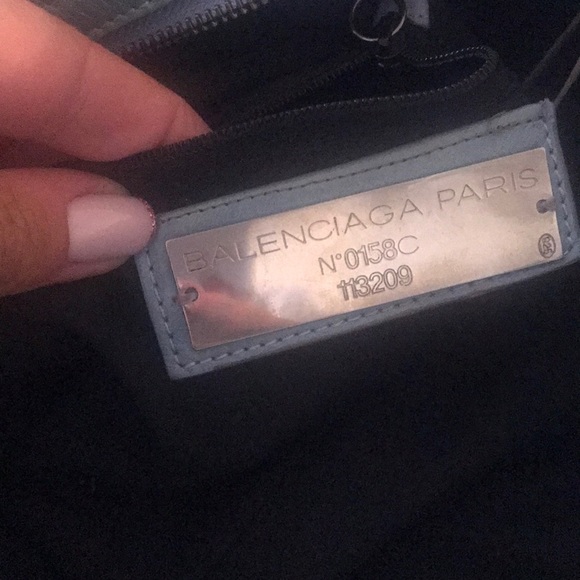 BALENCIAGA PARIS
N°0158C
113209
®